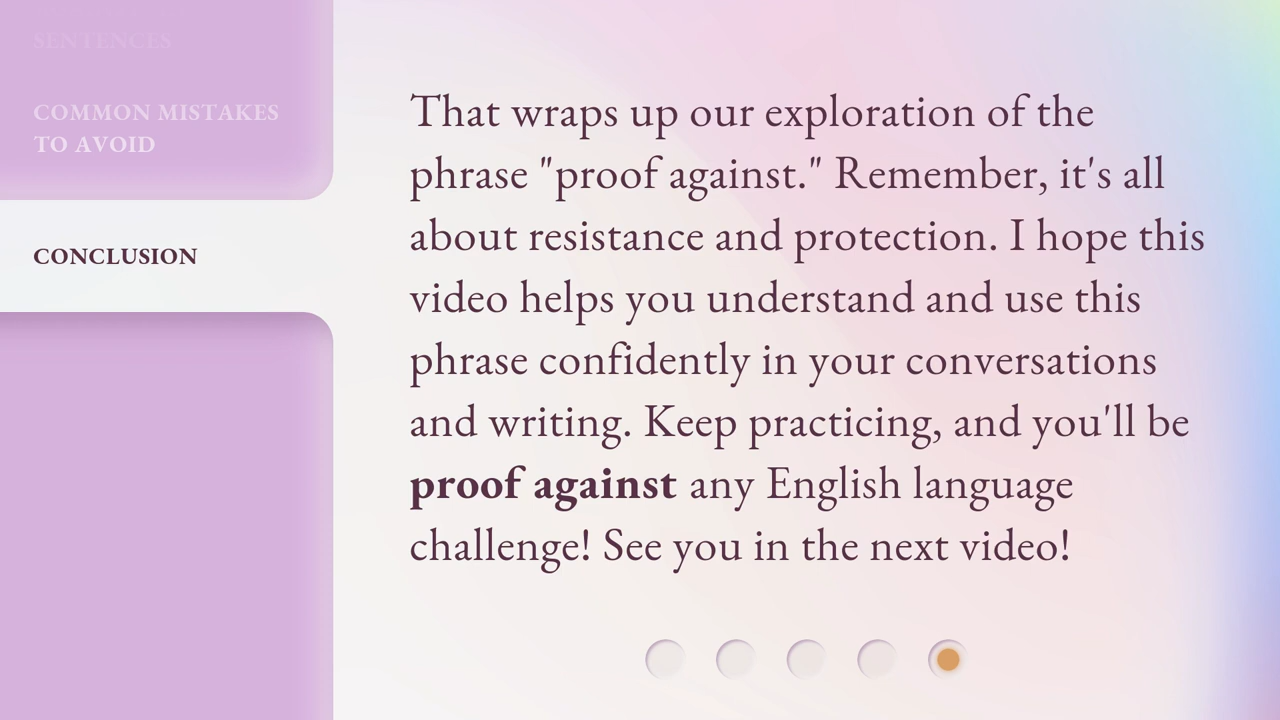 SENTENCES
COMMON MISTAKES
TO AVOID
CONCLUSION
That wraps up our exploration of the
phrase "proof against." Remember, it's all
about resistance and protection. I hope this
video helps you understand and use this
phrase confidently in your conversations
and writing. Keep practicing, and you'll be
proof against any English language
challenge! See you in the next video!